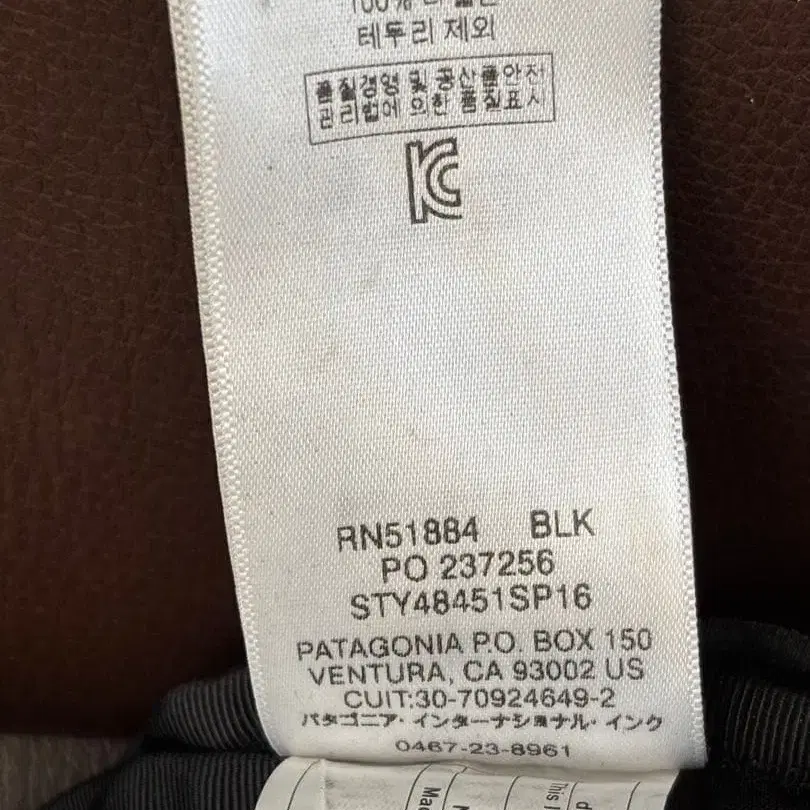 100%
테두리 제외
품질경영 및 공산품안전
관리법에 의한 품질표시
RN51884 BLK
PO 237256
STY48451SP16
PATAGONIA P.O. BOX 150
VENTURA, CA 93002 US
CUIT:30-70924649-2
パタゴニア・インターナショナル・インク
0467-23-8961
This